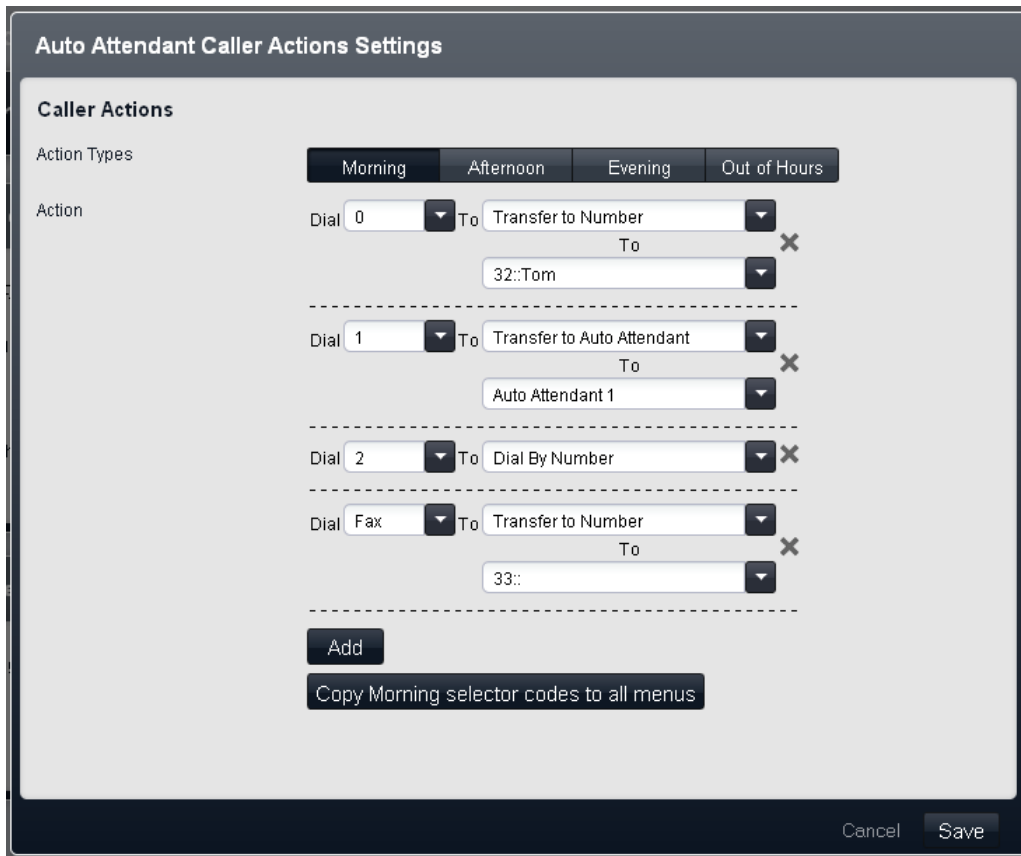 Auto Attendant Caller Actions Settings
Caller Actions
Action Types
Morning Afternoon Evening Out of Hours
Action
Dial 0 To Transfer to Number
To
32::Tom
Dial 1 To Transfer to Auto Attendant
To
Auto Attendant 1
Dial 2 To Dial By Number
Dial Fax To Transfer to Number
To
33::
Add
Copy Morning selector codes to all menus
Cancel Save